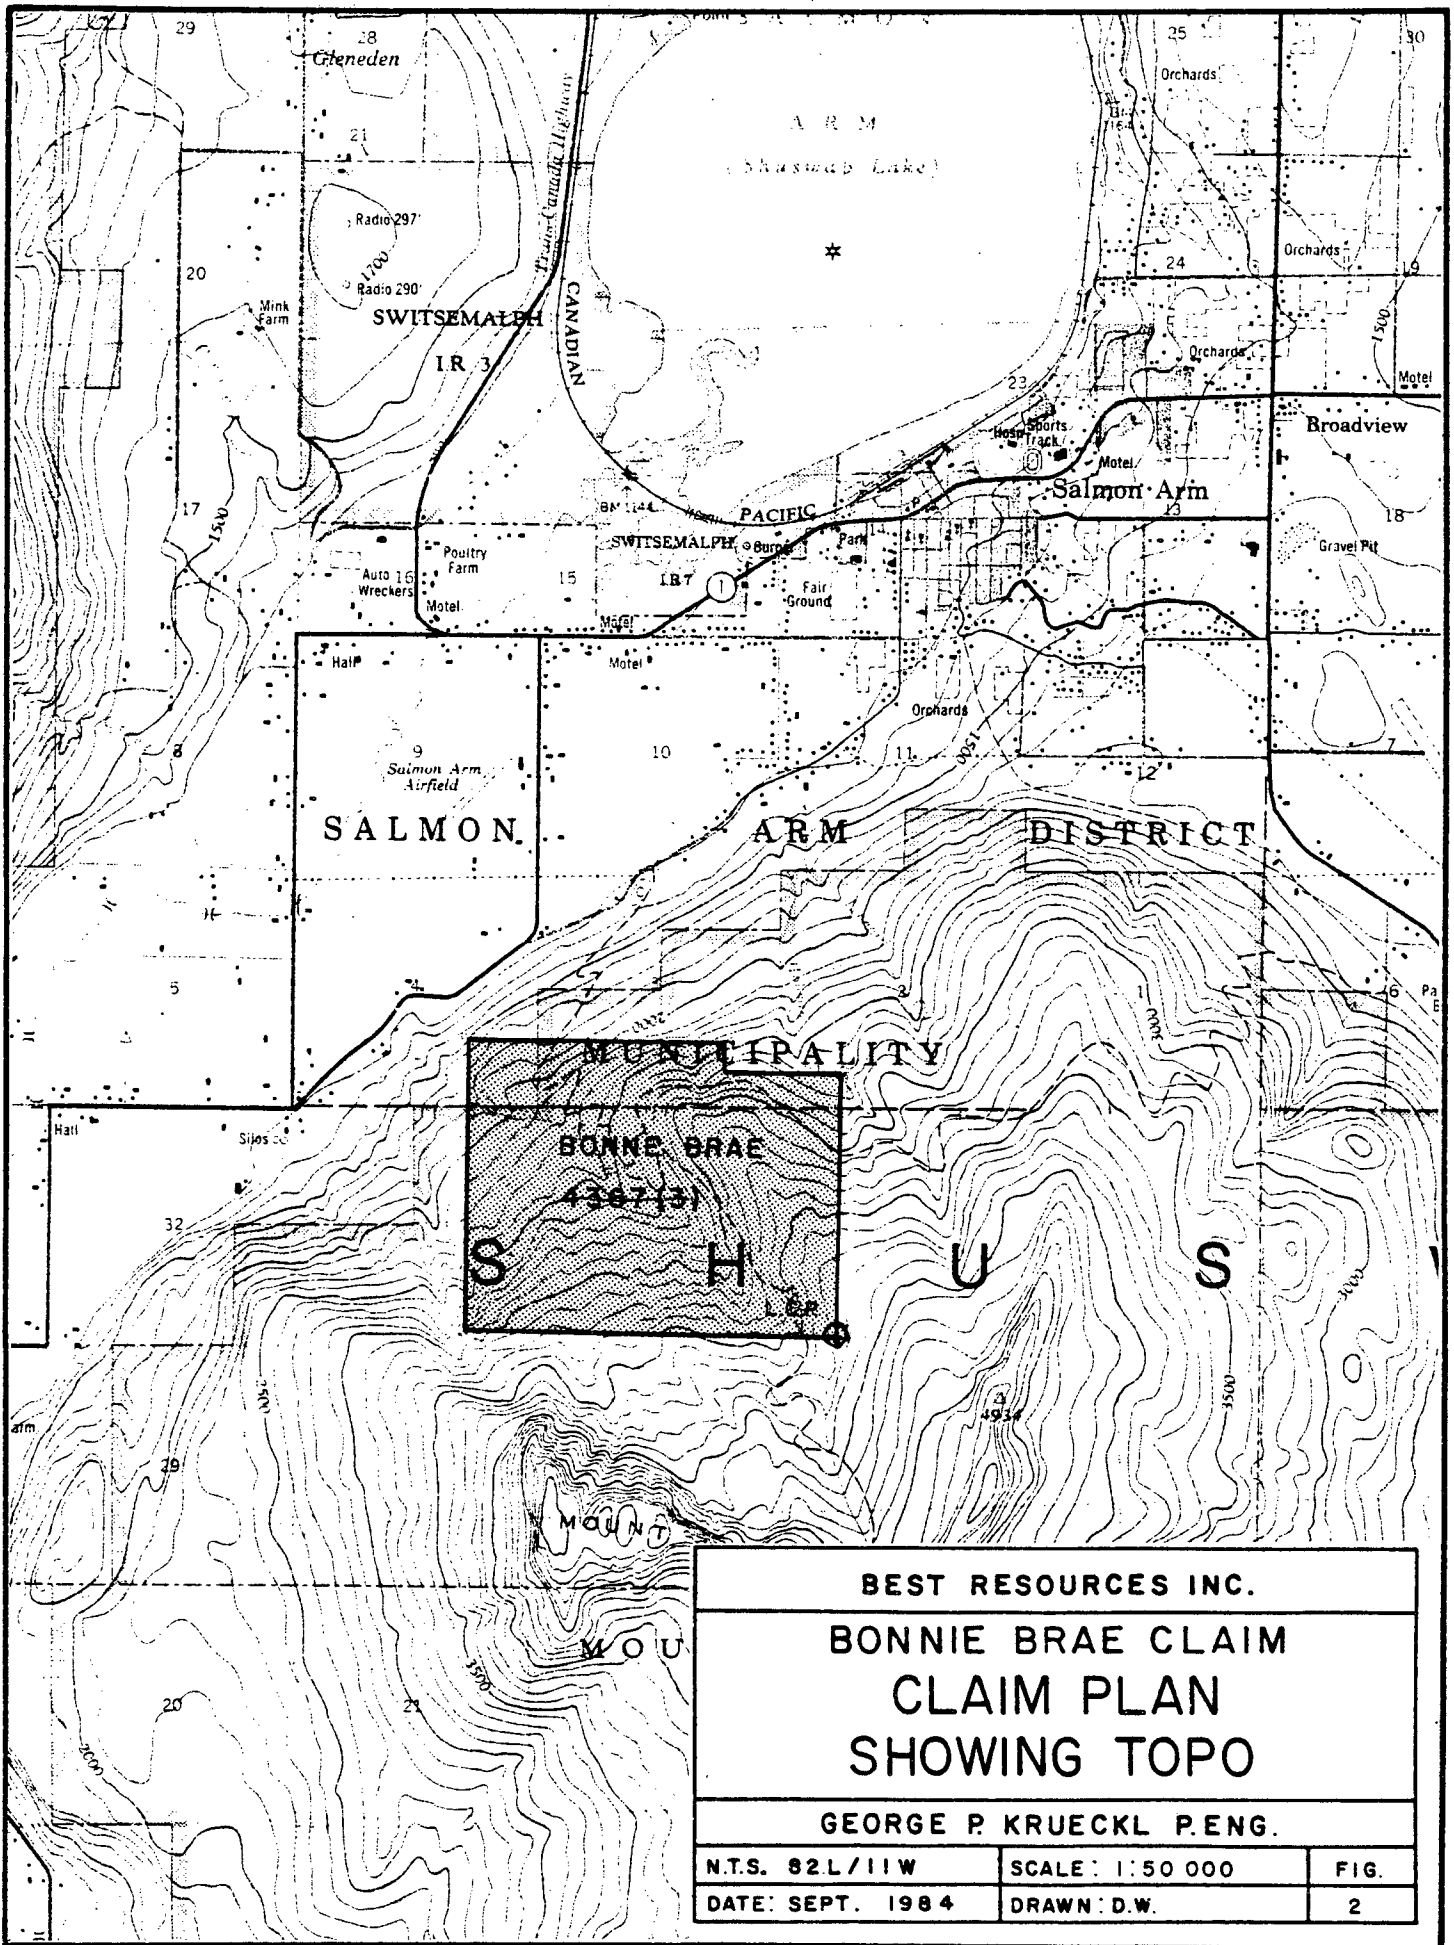 29
28
Gleneden
25
30
Orchards
21
A R M
(Shuswap Lake)
Trans Canada Highway
Radio 297'
1700
Radio 290'
20
Mink
Farm
SWITSEMALPH
I.R 3
CANADIAN
Orchards
24
19
1500
Orchards
Motel
23
Hosp
Sports
Track
Broadview
Motel
Salmon Arm
13
17
1500
BM 1144
PACIFIC
14
18
SWITSEMALPH
Burner
Park
Gravel Pit
Poultry
Farm
Auto
Wreckers
16
15
I.R 7
1
Fair
Ground
Motel
Motel
Hall
Motel
Orchards
1500
8
9
10
11
12
7
Salmon Arm
Airfield
SALMON ARM DISTRICT
5
4
3
2
1
6
2000
3000
MUNICIPALITY
Hall
Silos
BONNE BRAE
4367(3)
32
S H U S
L.C.P.
3000
2500
3500
4934
29
MOUNT
MOU
3500
20
21
2000
BEST RESOURCES INC.
BONNIE BRAE CLAIM
CLAIM PLAN
SHOWING TOPO
GEORGE P. KRUECKL P.ENG.
N.T.S. 82L/11W
SCALE: 1:50 000
FIG.
DATE: SEPT. 1984
DRAWN: D.W.
2